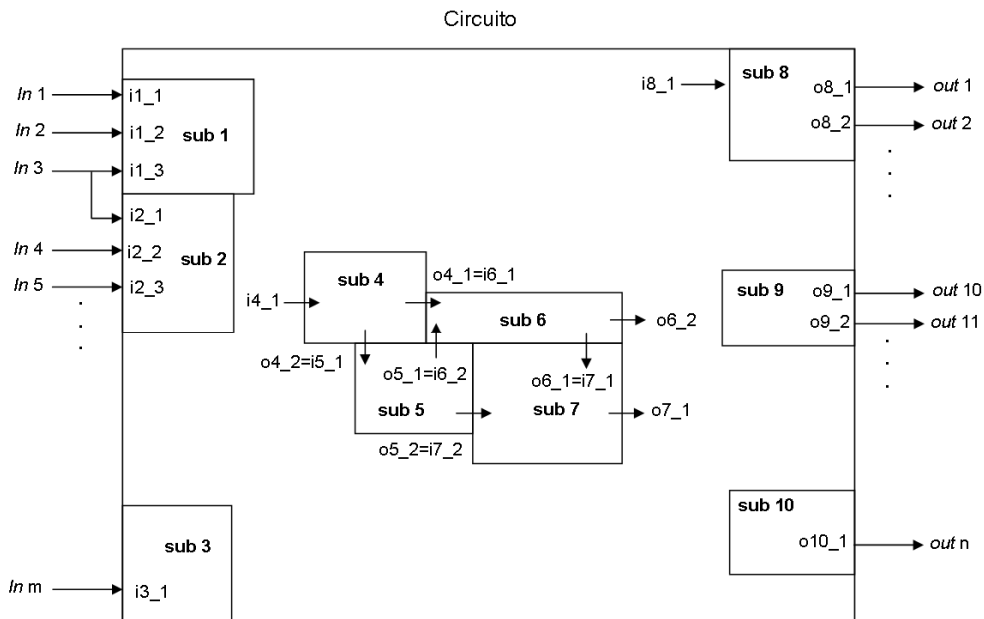 Circuito
In 1
i1_1
In 2
i1_2
sub 1
In 3
i1_3
i2_1
In 4
i2_2
sub 2
In 5
i2_3
.
.
.
sub 3
In m
i3_1
i4_1
sub 4
o4_1=i6_1
sub 6
o6_2
o4_2=i5_1
o5_1=i6_2
o6_1=i7_1
sub 5
sub 7
o7_1
o5_2=i7_2
i8_1
sub 8
o8_1
out 1
o8_2
out 2
.
.
.
sub 9
o9_1
out 10
o9_2
out 11
.
.
.
sub 10
o10_1
out n